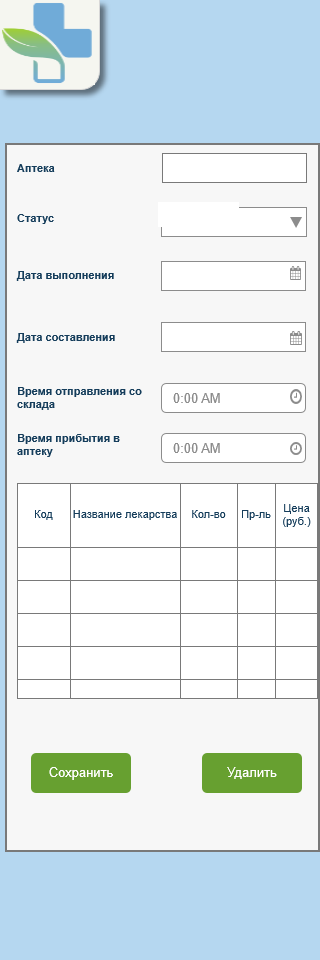 Аптека
Статус
Дата выполнения
Дата составления
Время отправления со
склада
0:00 AM
Время прибытия в
аптеку
0:00 AM
Код Название лекарства Кол-во Пр-ль Цена
(руб.)
Сохранить Удалить